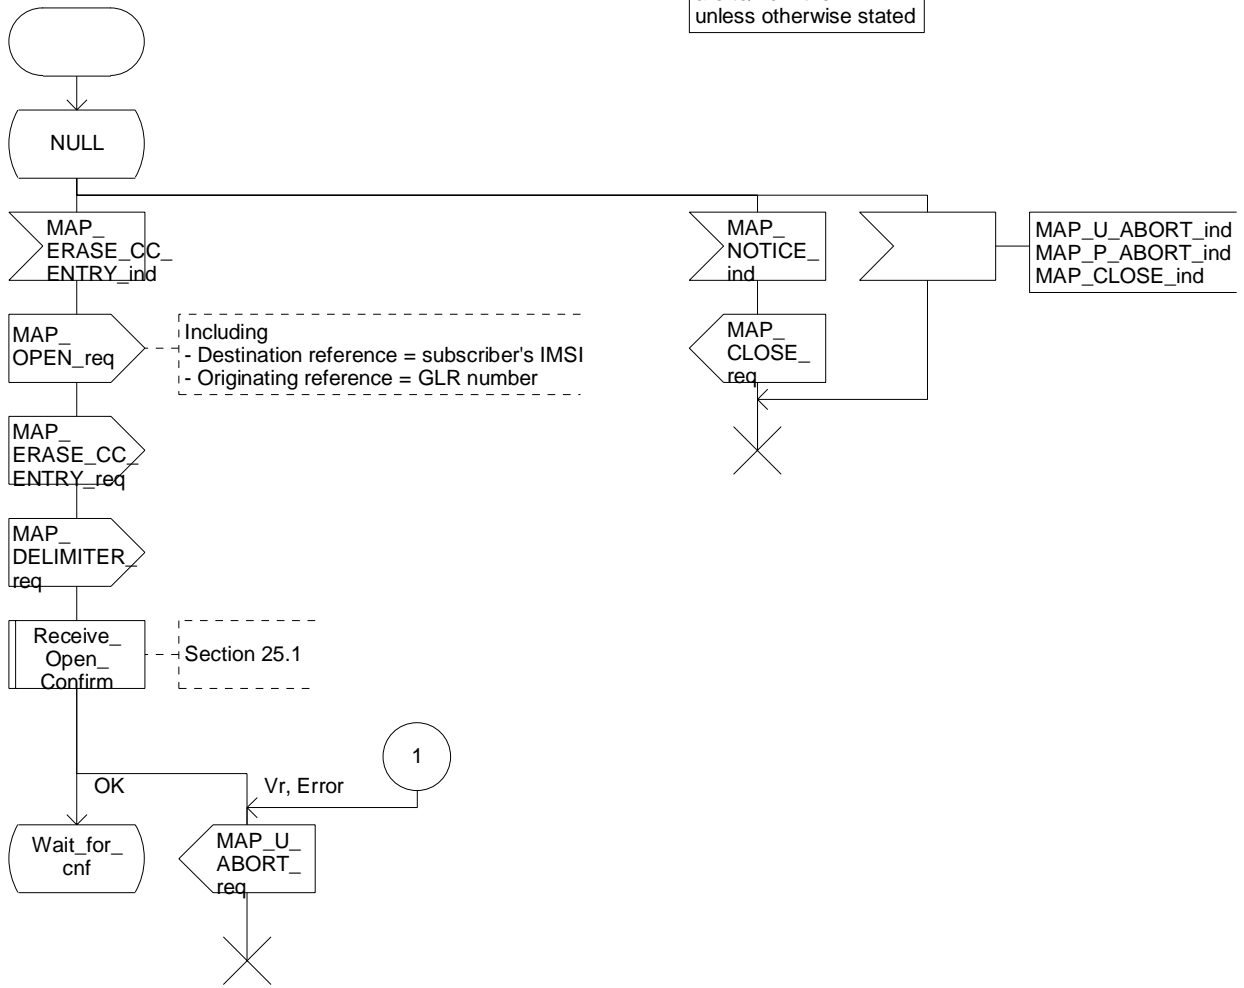 unless otherwise stated
NULL
MAP_
ERASE_CC_
ENTRY_ind
MAP_
NOTICE_
ind
MAP_U_ABORT_ind
MAP_P_ABORT_ind
MAP_CLOSE_ind
MAP_
OPEN_req
Including
- Destination reference = subscriber's IMSI
- Originating reference = GLR number
MAP_
CLOSE_
req
MAP_
ERASE_CC_
ENTRY_req
MAP_
DELIMITER_
req
Receive_
Open_
Confirm
Section 25.1
1
OK
Vr, Error
Wait_for_
cnf
MAP_U_
ABORT_
req